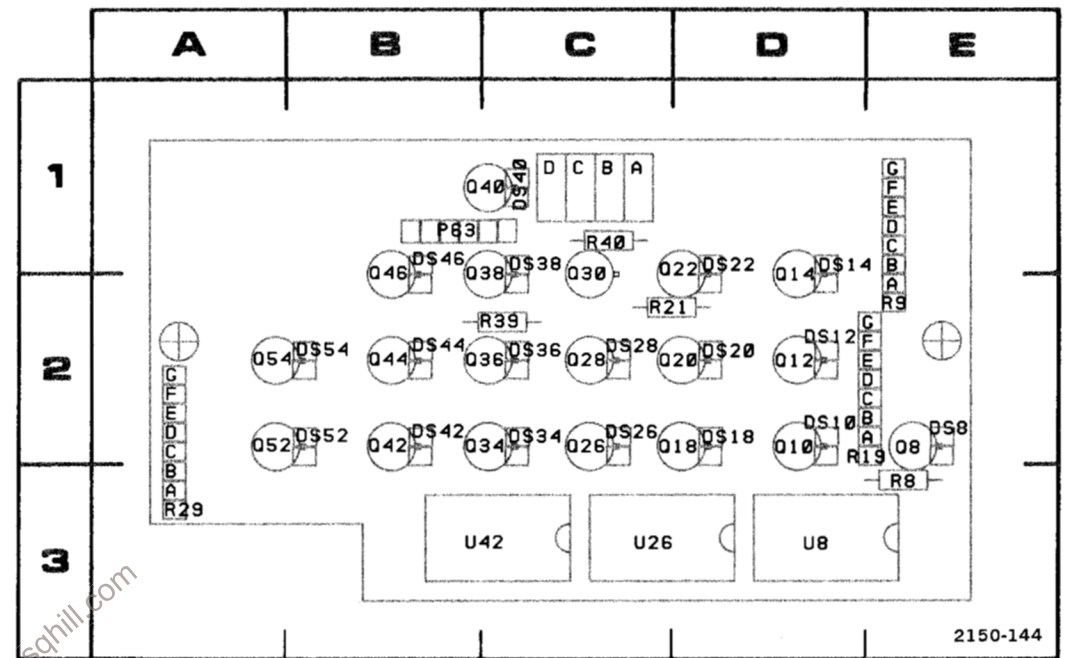 A B C D E
1
2
3
D C B A
Q40 DS40
P63
R40
G
F
E
D
C
B
A
R9
Q46 DS46 Q38 DS38 Q30 Q22 DS22 Q14 DS14
R39 R21
Q54 DS54 Q44 DS44 Q36 DS36 Q28 DS28 Q20 DS20 Q12 DS12
G
F
E
D
C
B
A
R19
G
F
E
D
C
B
A
R29
Q52 DS52 Q42 DS42 Q34 DS34 Q26 DS26 Q18 DS18 Q10 DS10 Q8 DS8
R8
U42 U26 U8
sqhill.com
2150-144